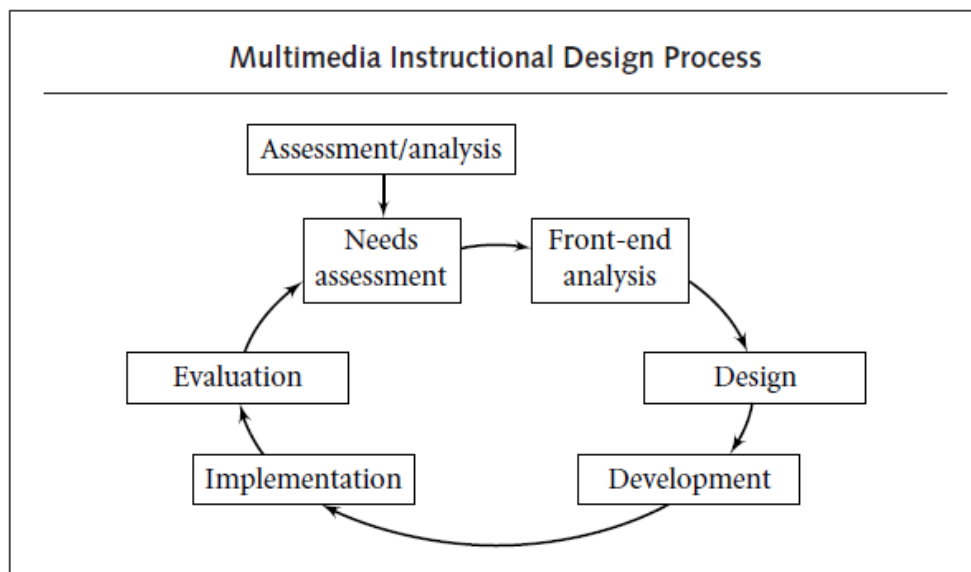 Multimedia Instructional Design Process
Assessment/analysis
Needs
assessment
Front-end
analysis
Design
Development
Implementation
Evaluation